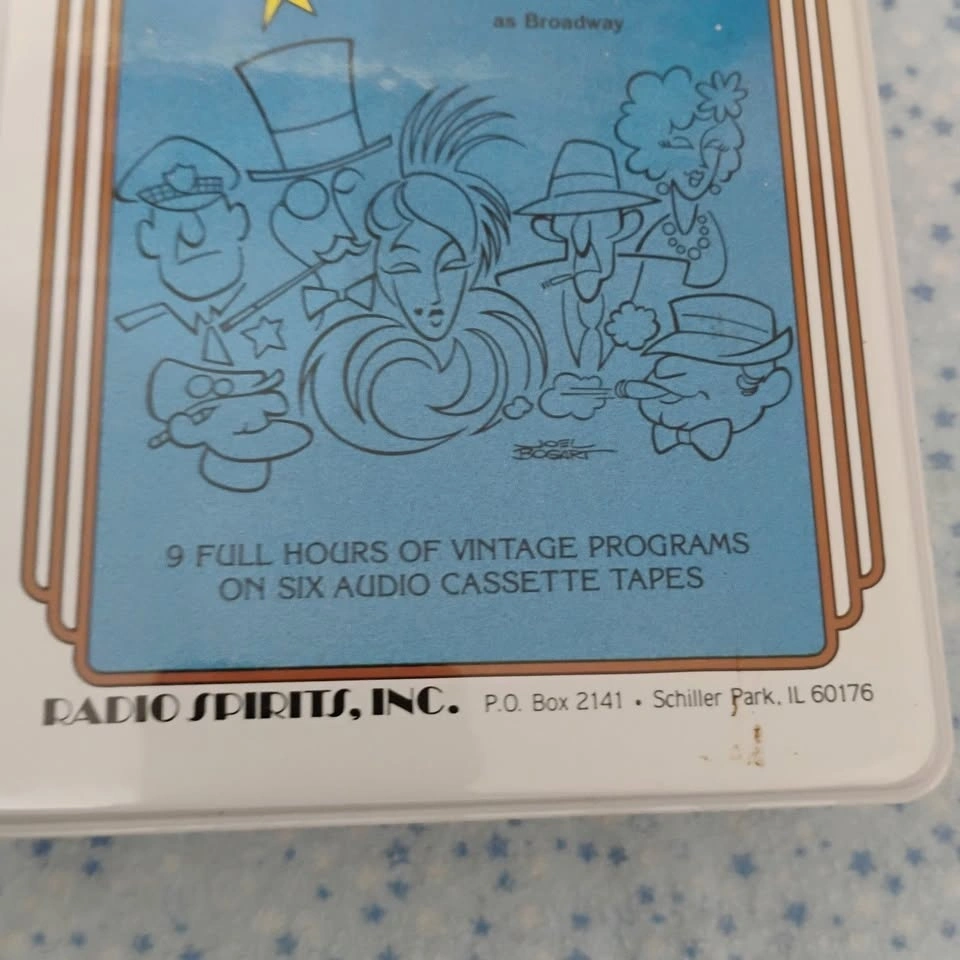 as Broadway
JOEL
BOGART
9 FULL HOURS OF VINTAGE PROGRAMS
ON SIX AUDIO CASSETTE TAPES
RADIO SPIRITS, INC. P.O. Box 2141 • Schiller Park, IL 60176